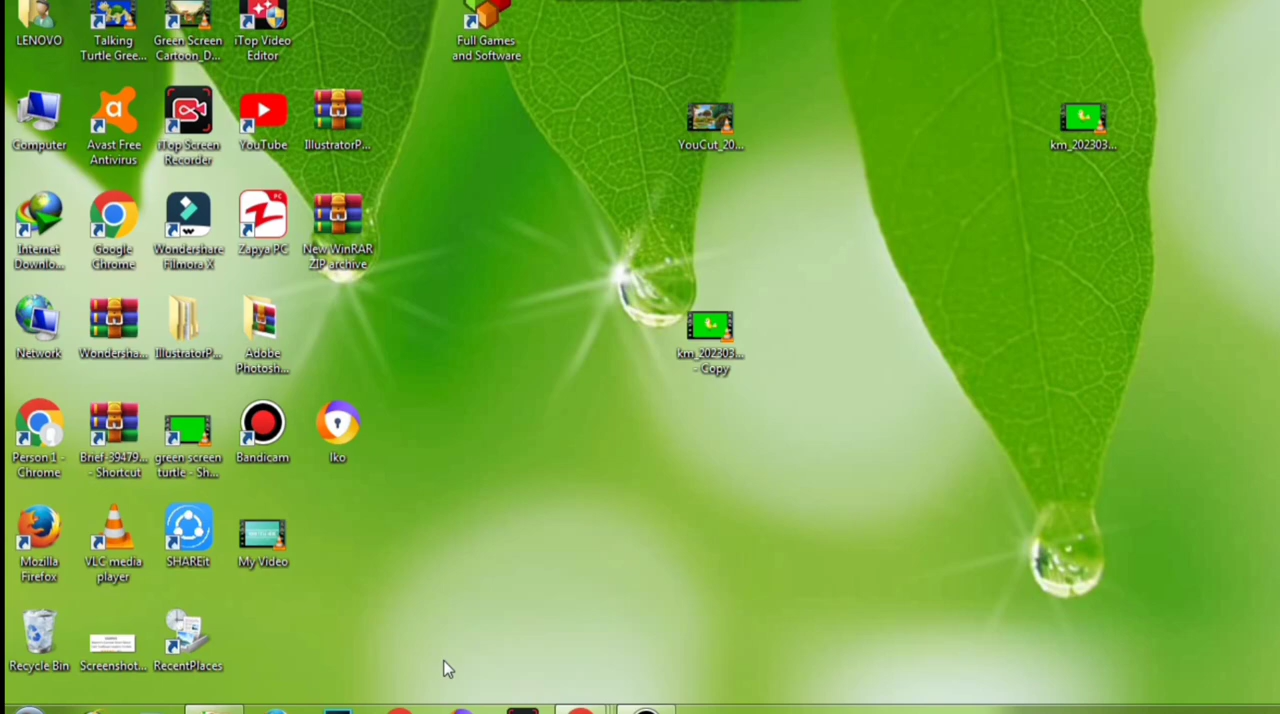 LENOVO
Talking
Turtle Gree...
Green Screen
Cartoon_D...
iTop Video
Editor
Full Games
and Software
Computer
Avast Free
Antivirus
iTop Screen
Recorder
YouTube
IllustratorP...
YouCut_20...
km_202303...
Internet
Downlo...
Google
Chrome
Wondershare
Filmora X
PC
Zapya PC
New WinRAR
ZIP archive
Network
Wondersha...
IllustratorP...
Adobe
Photosh...
km_202303...
- Copy
Person 1 -
Chrome
Brief-39479...
- Shortcut
green screen
turtle - Sh...
Bandicam
Iko
Mozilla
Firefox
VLC media
player
SHAREit
My Video
Recycle Bin
Screenshot...
RecentPlaces